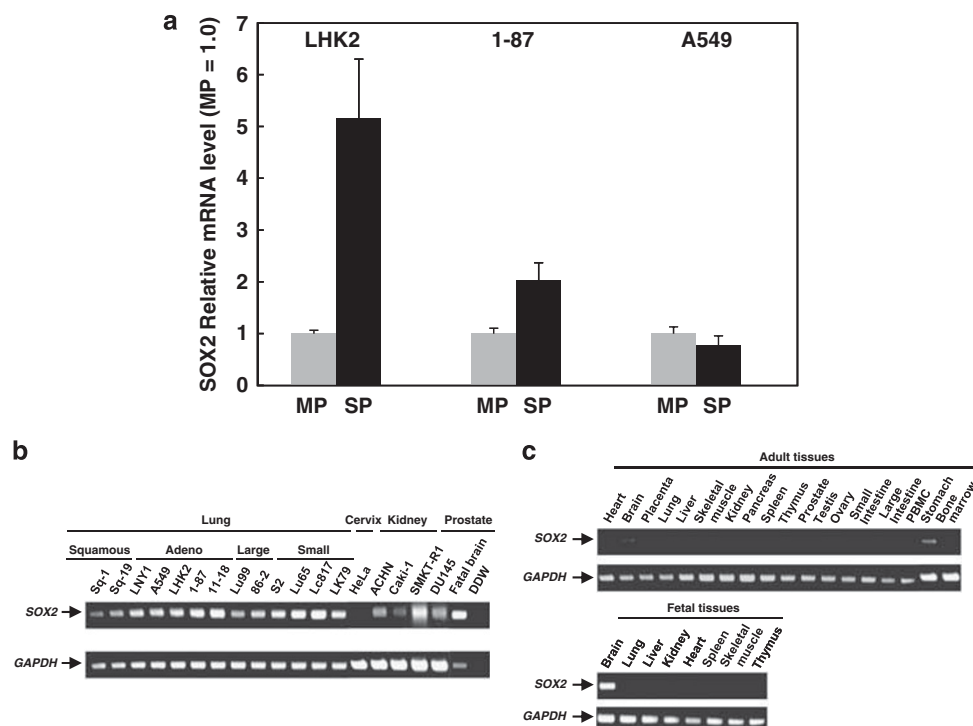 a
SOX2 Relative mRNA level (MP = 1.0)
7
6
5
4
3
2
1
0
LHK2
1-87
A549
MP SP
MP SP
MP SP
b
Lung
Cervix
Kidney
Prostate
Squamous
Adeno
Large
Small
Sq-1
Sq-19
LNY1
A549
LHK2
1-87
11-18
Lu99
86-2
S2
Lu65
Lc817
LK79
HeLa
ACHN
Caki-1
SMKT-R1
DU145
Fatal brain
DDW
SOX2
GAPDH
c
Adult tissues
Heart
Brain
Placenta
Lung
Liver
Skeletal
muscle
Kidney
Pancreas
Spleen
Thymus
Prostate
Testis
Ovary
Small
Intestine
Large
Intestine
PBMC
Stomach
Bone
marrow
SOX2
GAPDH
Fetal tissues
Brain
Lung
Liver
Kidney
Heart
Spleen
Skeletal
muscle
Thymus
SOX2
GAPDH